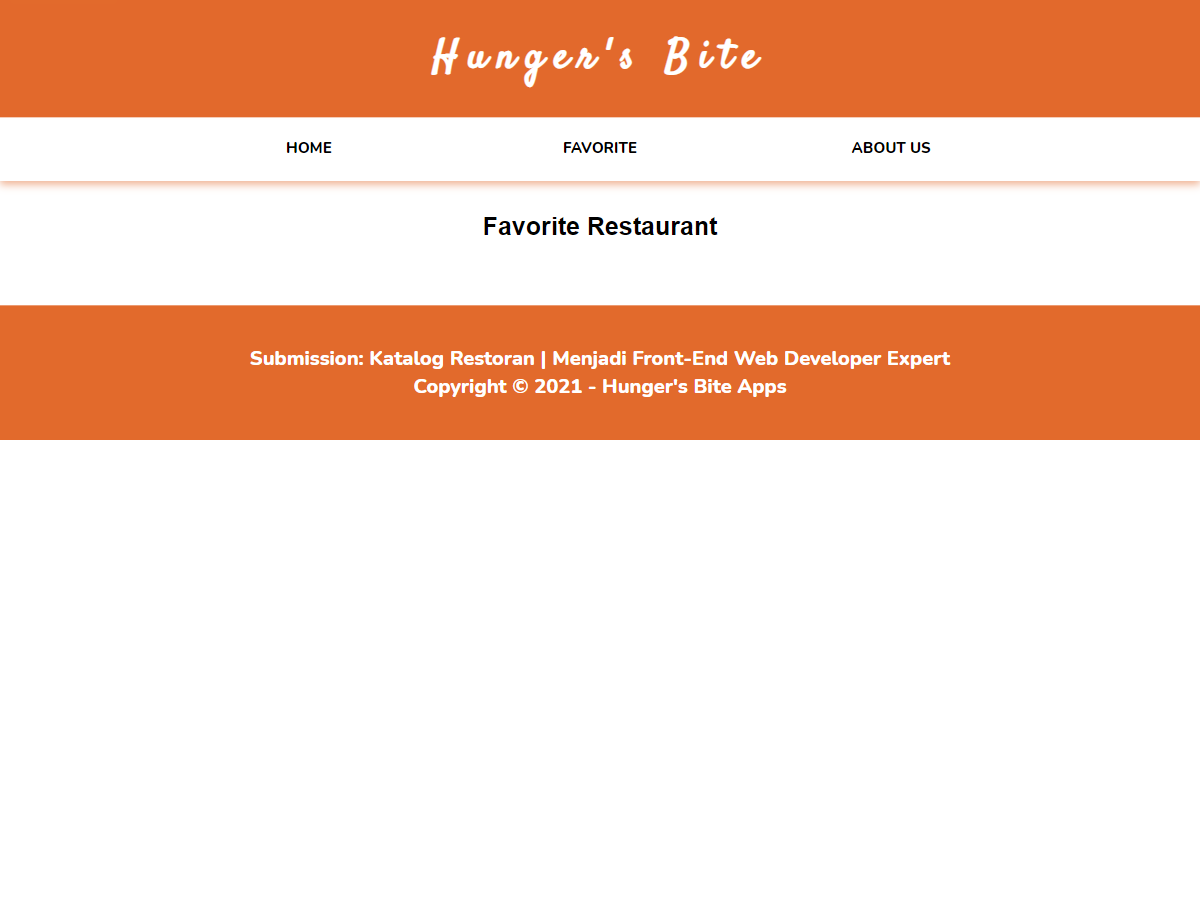 Hunger's Bite
HOME FAVORITE ABOUT US
Favorite Restaurant
Submission: Katalog Restoran | Menjadi Front-End Web Developer Expert
Copyright © 2021 - Hunger's Bite Apps